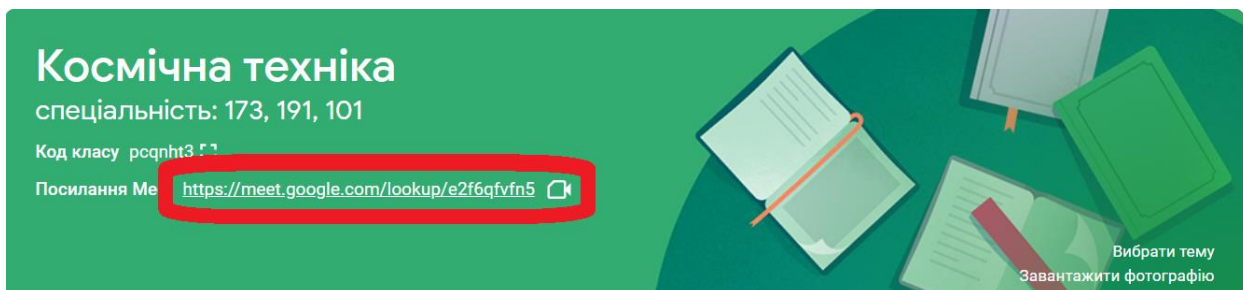 Космічна техніка
спеціальність: 173, 191, 101
Код класу pcqnht3
Посилання Me https://meet.google.com/lookup/e2f6qfvfn5
Вибрати тему
Завантажити фотографію